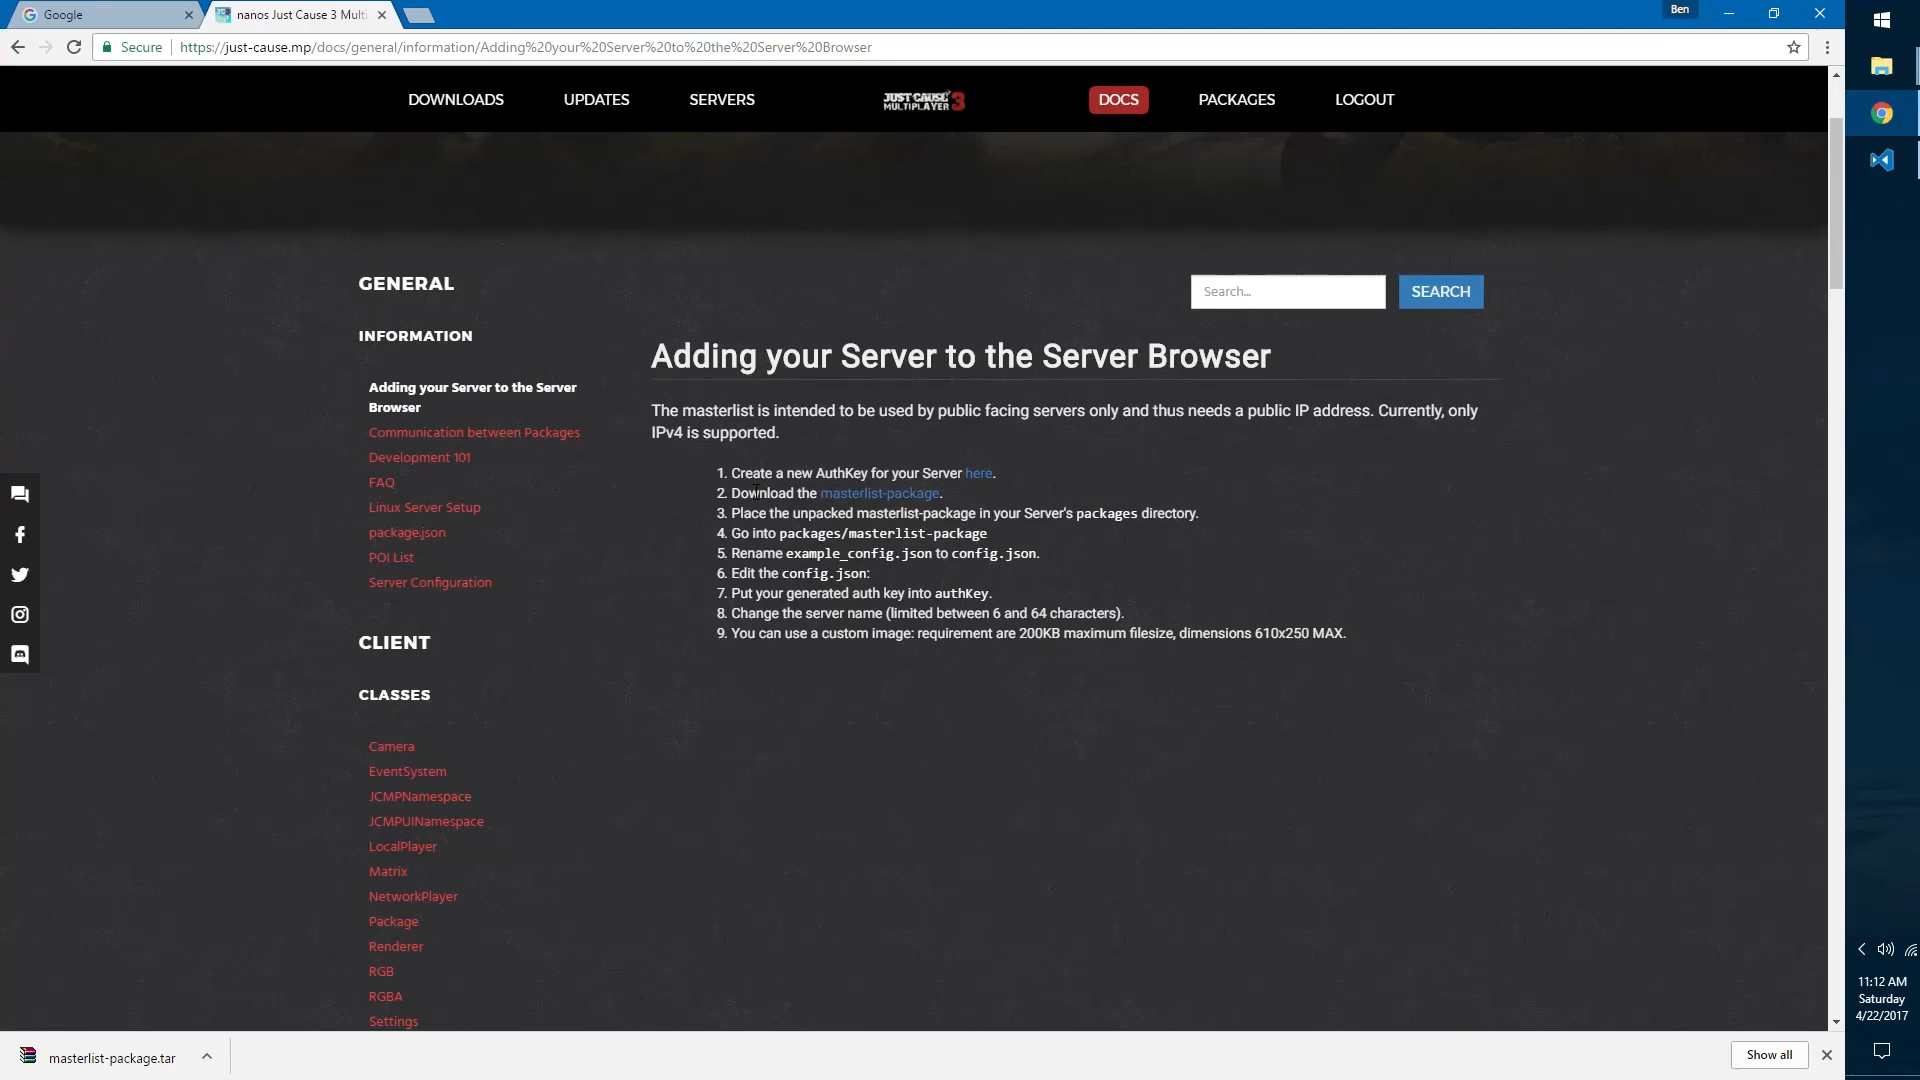 Google
nanos Just Cause 3 Multi
Ben
Secure
https://just-cause.mp/docs/general/information/Adding%20your%20Server%20to%20the%20Server%20Browser
DOWNLOADS
UPDATES
SERVERS
JUST CAUSE 3
MULTIPLAYER
DOCS
PACKAGES
LOGOUT
GENERAL
INFORMATION
Adding your Server to the Server
Browser
Communication between Packages
Development 101
FAQ
Linux Server Setup
package.json
POI List
Server Configuration
CLIENT
CLASSES
Camera
EventSystem
JCMPNamespace
JCMPUINamespace
LocalPlayer
Matrix
NetworkPlayer
Package
Renderer
RGB
RGBA
Settings
Search...
SEARCH
Adding your Server to the Server Browser
The masterlist is intended to be used by public facing servers only and thus needs a public IP address. Currently, only
IPv4 is supported.
1. Create a new AuthKey for your Server here.
2. Download the masterlist-package.
3. Place the unpacked masterlist-package in your Server's packages directory.
4. Go into packages/masterlist-package
5. Rename example_config.json to config.json.
6. Edit the config.json:
7. Put your generated auth key into authKey.
8. Change the server name (limited between 6 and 64 characters).
9. You can use a custom image: requirement are 200KB maximum filesize, dimensions 610x250 MAX.
masterlist-package.tar
Show all
11:12 AM
Saturday
4/22/2017